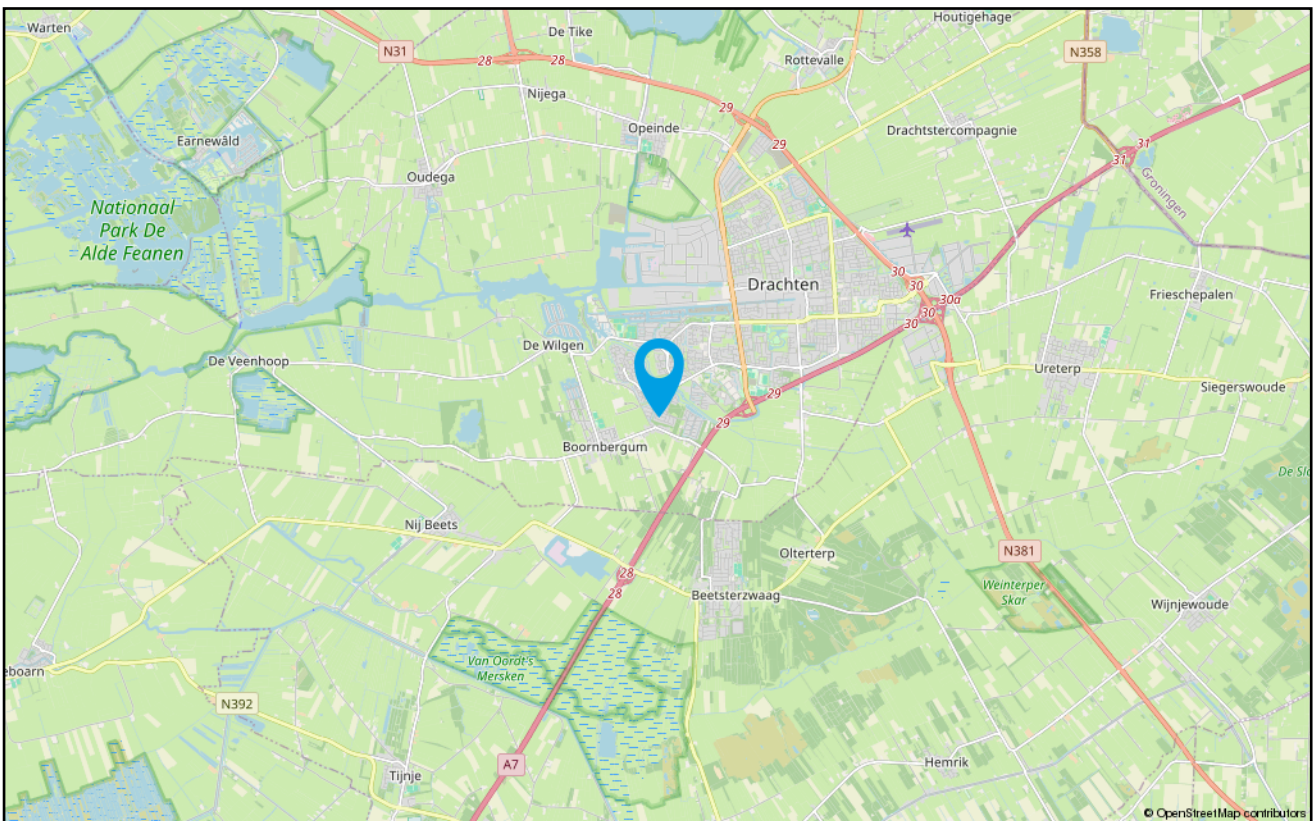 Warten
Houtigehage
De Tike
N31
N358
28
28
Rottevalle
Nijega
29
Opeinde
Drachtstercompagnie
Earnewâld
29
31
31
Oudega
Groningen
Nationaal
Park De
Alde Feanen
30
30
Drachten
Frieschepalen
30a
30
30
De Wilgen
De Veenhoop
Ureterp
Siegerswoude
29
29
Boornbergum
Nij Beets
N381
Olterterp
28
28
Weinterper
Skar
Beetsterzwaag
Wijnjewoude
Van Oordt's
Mersken
eboarn
N392
A7
Hemrik
Tijnje
© OpenStreetMap contributors